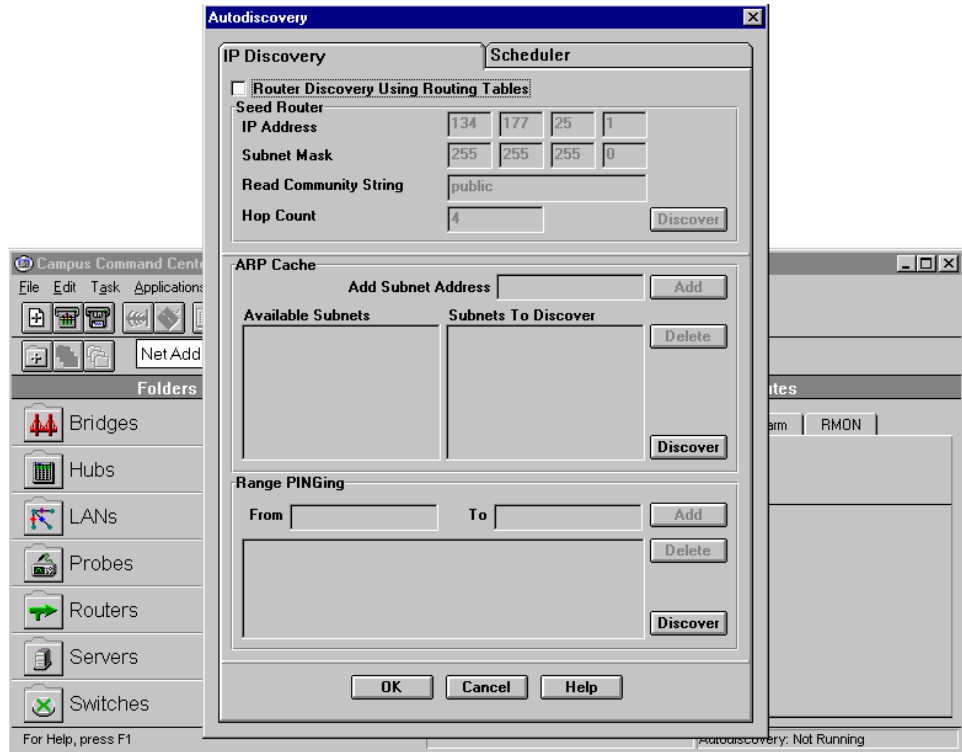 Autodiscovery
IP Discovery
Scheduler
Router Discovery Using Routing Tables
Seed Router
IP Address 134 177 25 1
Subnet Mask 255 255 255 0
Read Community String public
Hop Count 4
Discover
ARP Cache
Add Subnet Address
Add
Available Subnets
Subnets To Discover
Delete
Discover
Range PINGing
From
To
Add
Delete
Discover
OK
Cancel
Help
Campus Command Cente
File Edit Task Applications
Net Add
Folders
Bridges
Hubs
LANs
Probes
Routers
Servers
Switches
utes
arm
RMON
For Help, press F1
Autodiscovery: Not Running